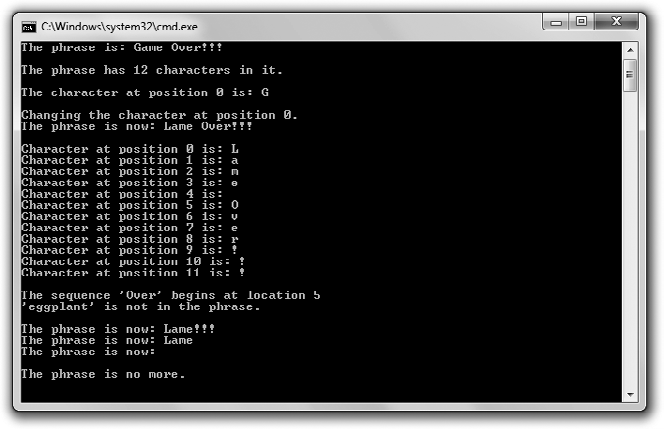 C:\Windows\system32\cmd.exe
The phrase is: Game Over!!!
The phrase has 12 characters in it.
The character at position 0 is: G
Changing the character at position 0.
The phrase is now: Lame Over!!!
Character at position 0 is: L
Character at position 1 is: a
Character at position 2 is: m
Character at position 3 is: e
Character at position 4 is:
Character at position 5 is: O
Character at position 6 is: v
Character at position 7 is: e
Character at position 8 is: r
Character at position 9 is: !
Character at position 10 is: !
Character at position 11 is: !
The sequence 'Over' begins at location 5
'eggplant' is not in the phrase.
The phrase is now: Lame!!!
The phrase is now: Lame
The phrase is now:
The phrase is no more.